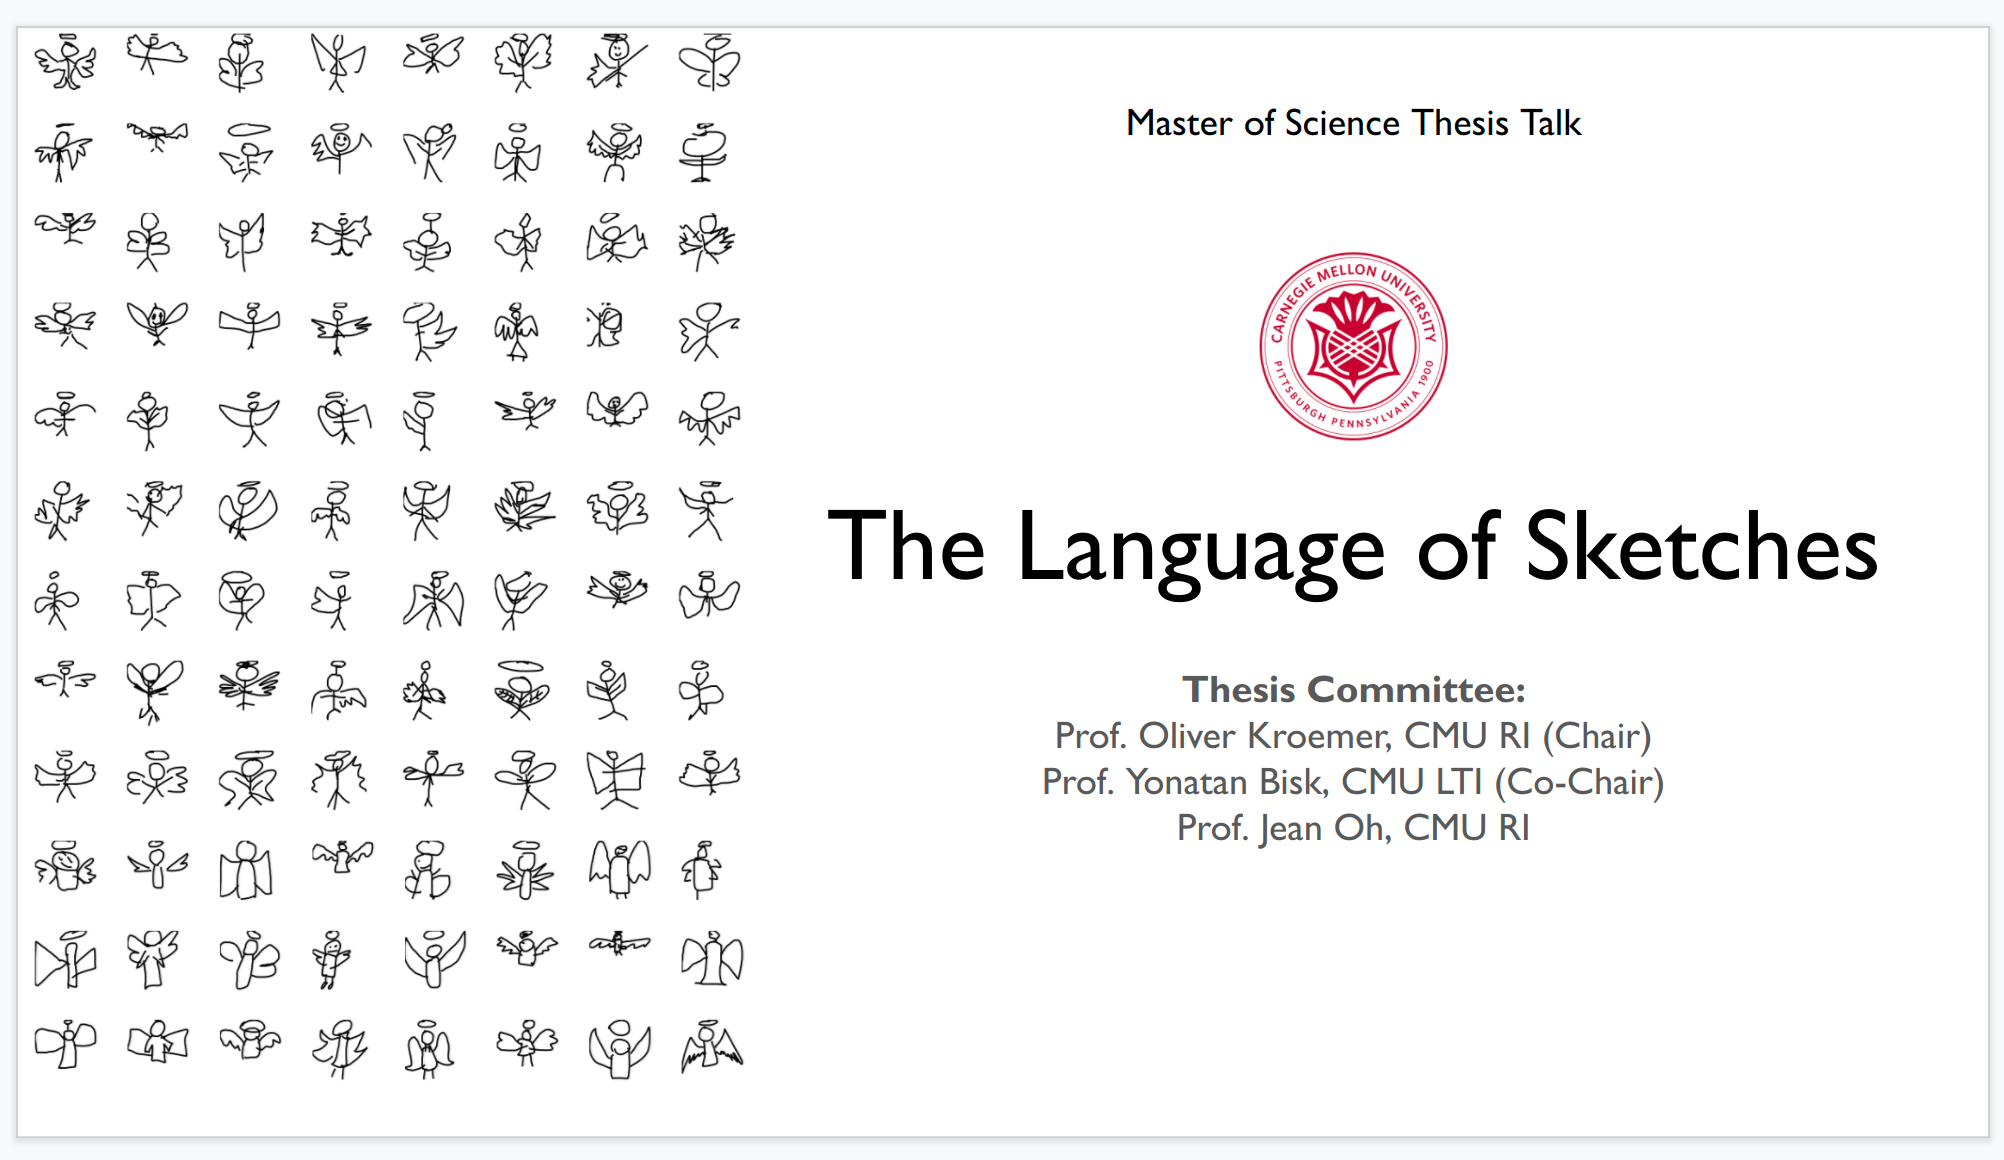 Master of Science Thesis Talk
CARNEGIE MELLON UNIVERSITY
PITTSBURGH PENNSYLVANIA 1900
The Language of Sketches
Thesis Committee:
Prof. Oliver Kroemer, CMU RI (Chair)
Prof. Yonatan Bisk, CMU LTI (Co-Chair)
Prof. Jean Oh, CMU RI